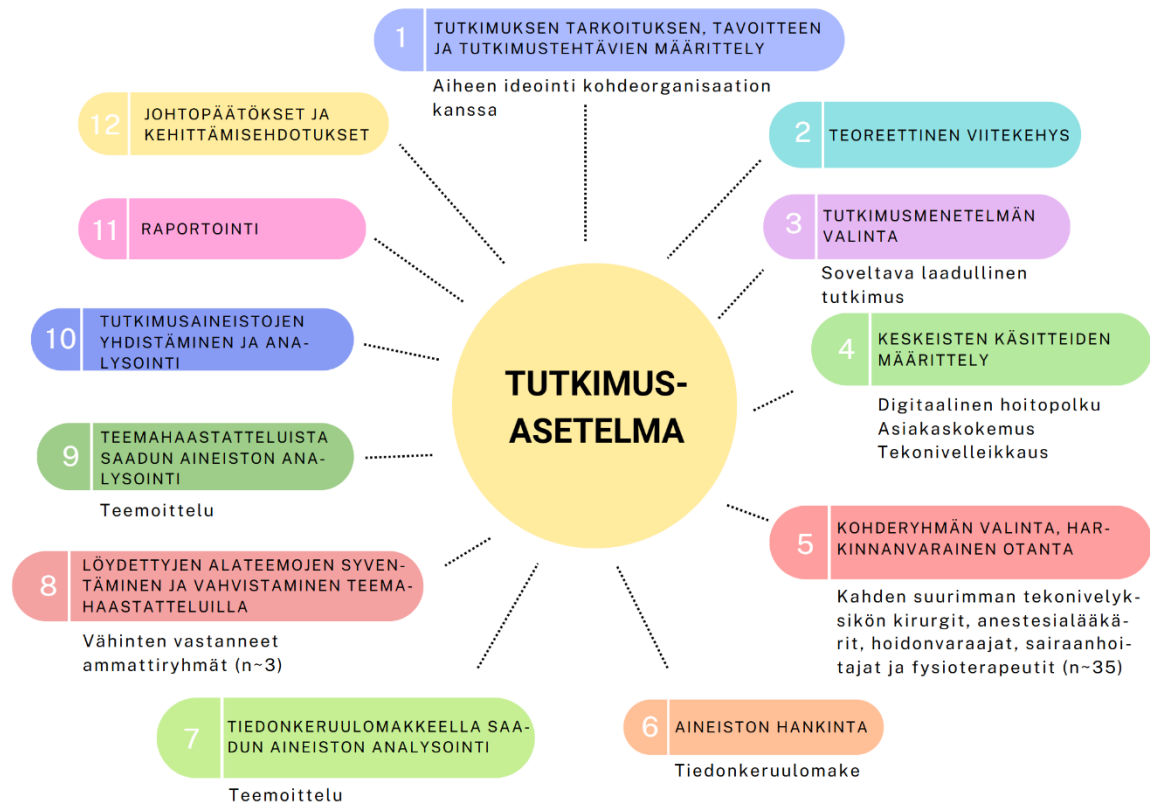 1
TUTKIMUKSEN TARKOITUKSEN, TAVOITTEEN
JA TUTKIMUSTEHTÄVIEN MÄÄRITTELY
Aiheen ideointi kohdeorganisaation
kanssa
2
TEOREETTINEN VIITEKEHYS
3
TUTKIMUSMENETELMÄN
VALINTA
Soveltava laadullinen
tutkimus
4
KESKEISTEN KÄSITTEIDEN
MÄÄRITTELY
Digitaalinen hoitopolku
Asiakaskokemus
Tekonivelleikkaus
5
KOHDERYHMÄN VALINTA, HAR-
KINNANVARAINEN OTANTA
Kahden suurimman tekonivelyk-
sikön kirurgit, anestesialääkä-
rit, hoidonvaraajat, sairaanhoi-
tajat ja fysioterapeutit (n~35)
6
AINEISTON HANKINTA
Tiedonkeruulomake
7
TIEDONKERUULOMAKKEELLA SAA-
DUN AINEISTON ANALYSOINTI
Teemoittelu
8
LÖYDETTYJEN ALATEEMOJEN SYVEN-
TÄMINEN JA VAHVISTAMINEN TEEMA-
HAASTATTELUILLA
Vähinten vastanneet
ammattiryhmät (n~3)
9
TEEMAHAASTATTELUISTA
SAADUN AINEISTON ANA-
LYSOINTI
Teemoittelu
10
TUTKIMUSAINEISTOJEN
YHDISTÄMINEN JA ANA-
LYSOINTI
11
RAPORTOINTI
12
JOHTOPÄÄTÖKSET JA
KEHITTÄMISEHDOTUKSET
TUTKIMUS-
ASETELMA